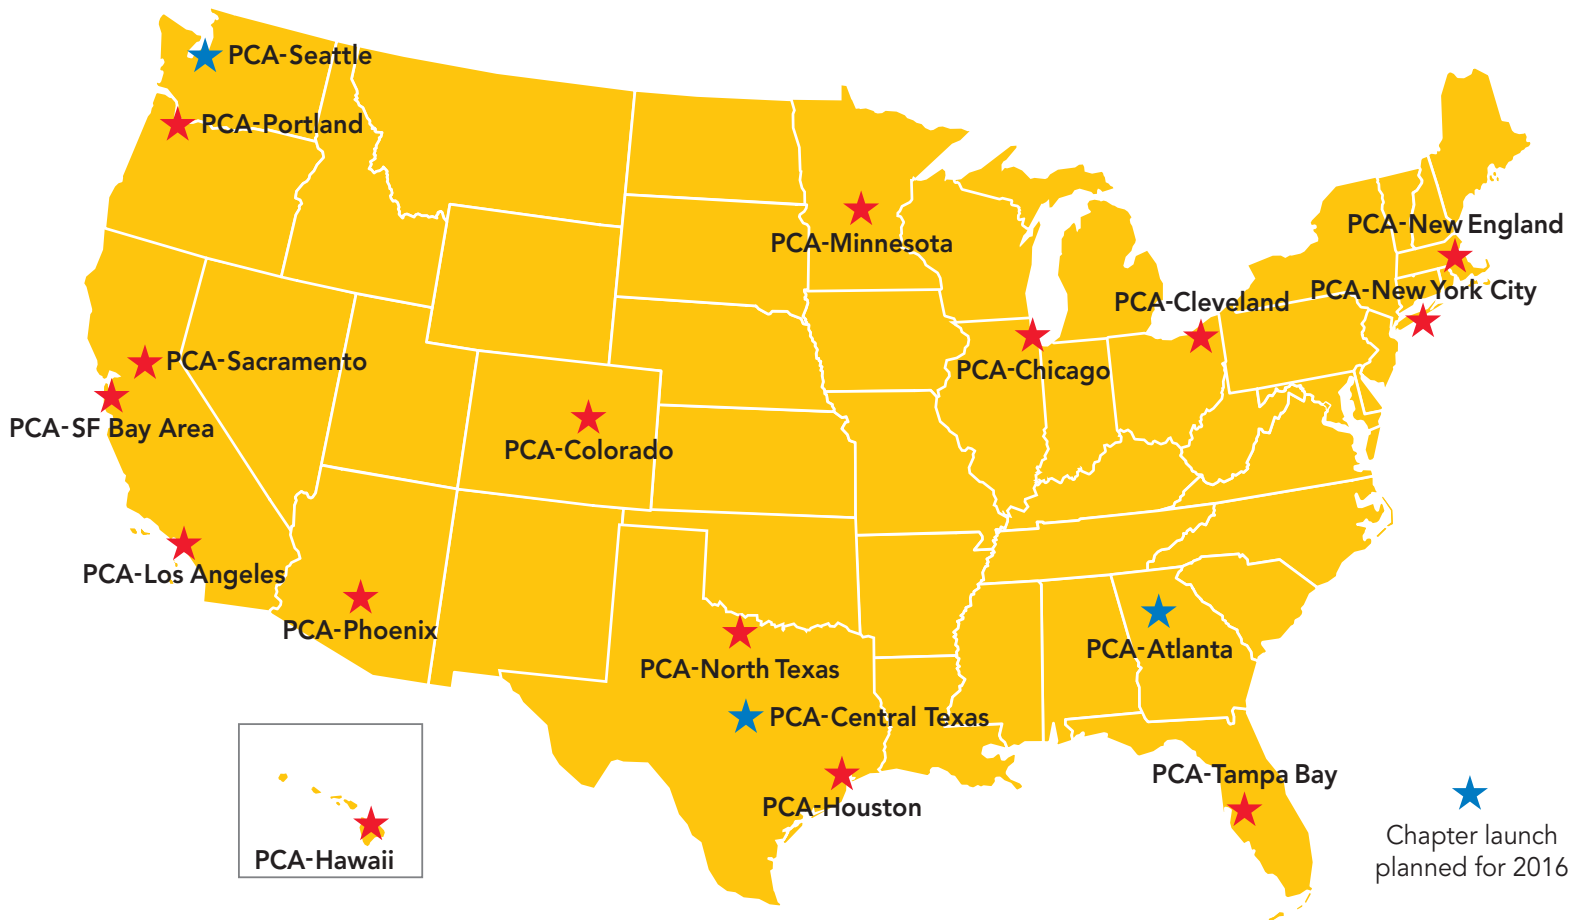 PCA-Seattle
PCA-Portland
PCA-Minnesota
PCA-New England
PCA-New York City
PCA-Cleveland
PCA-Chicago
PCA-Sacramento
PCA-SF Bay Area
PCA-Colorado
PCA-Los Angeles
PCA-Phoenix
PCA-North Texas
PCA-Atlanta
PCA-Central Texas
PCA-Houston
PCA-Tampa Bay
PCA-Hawaii
Chapter launch
planned for 2016